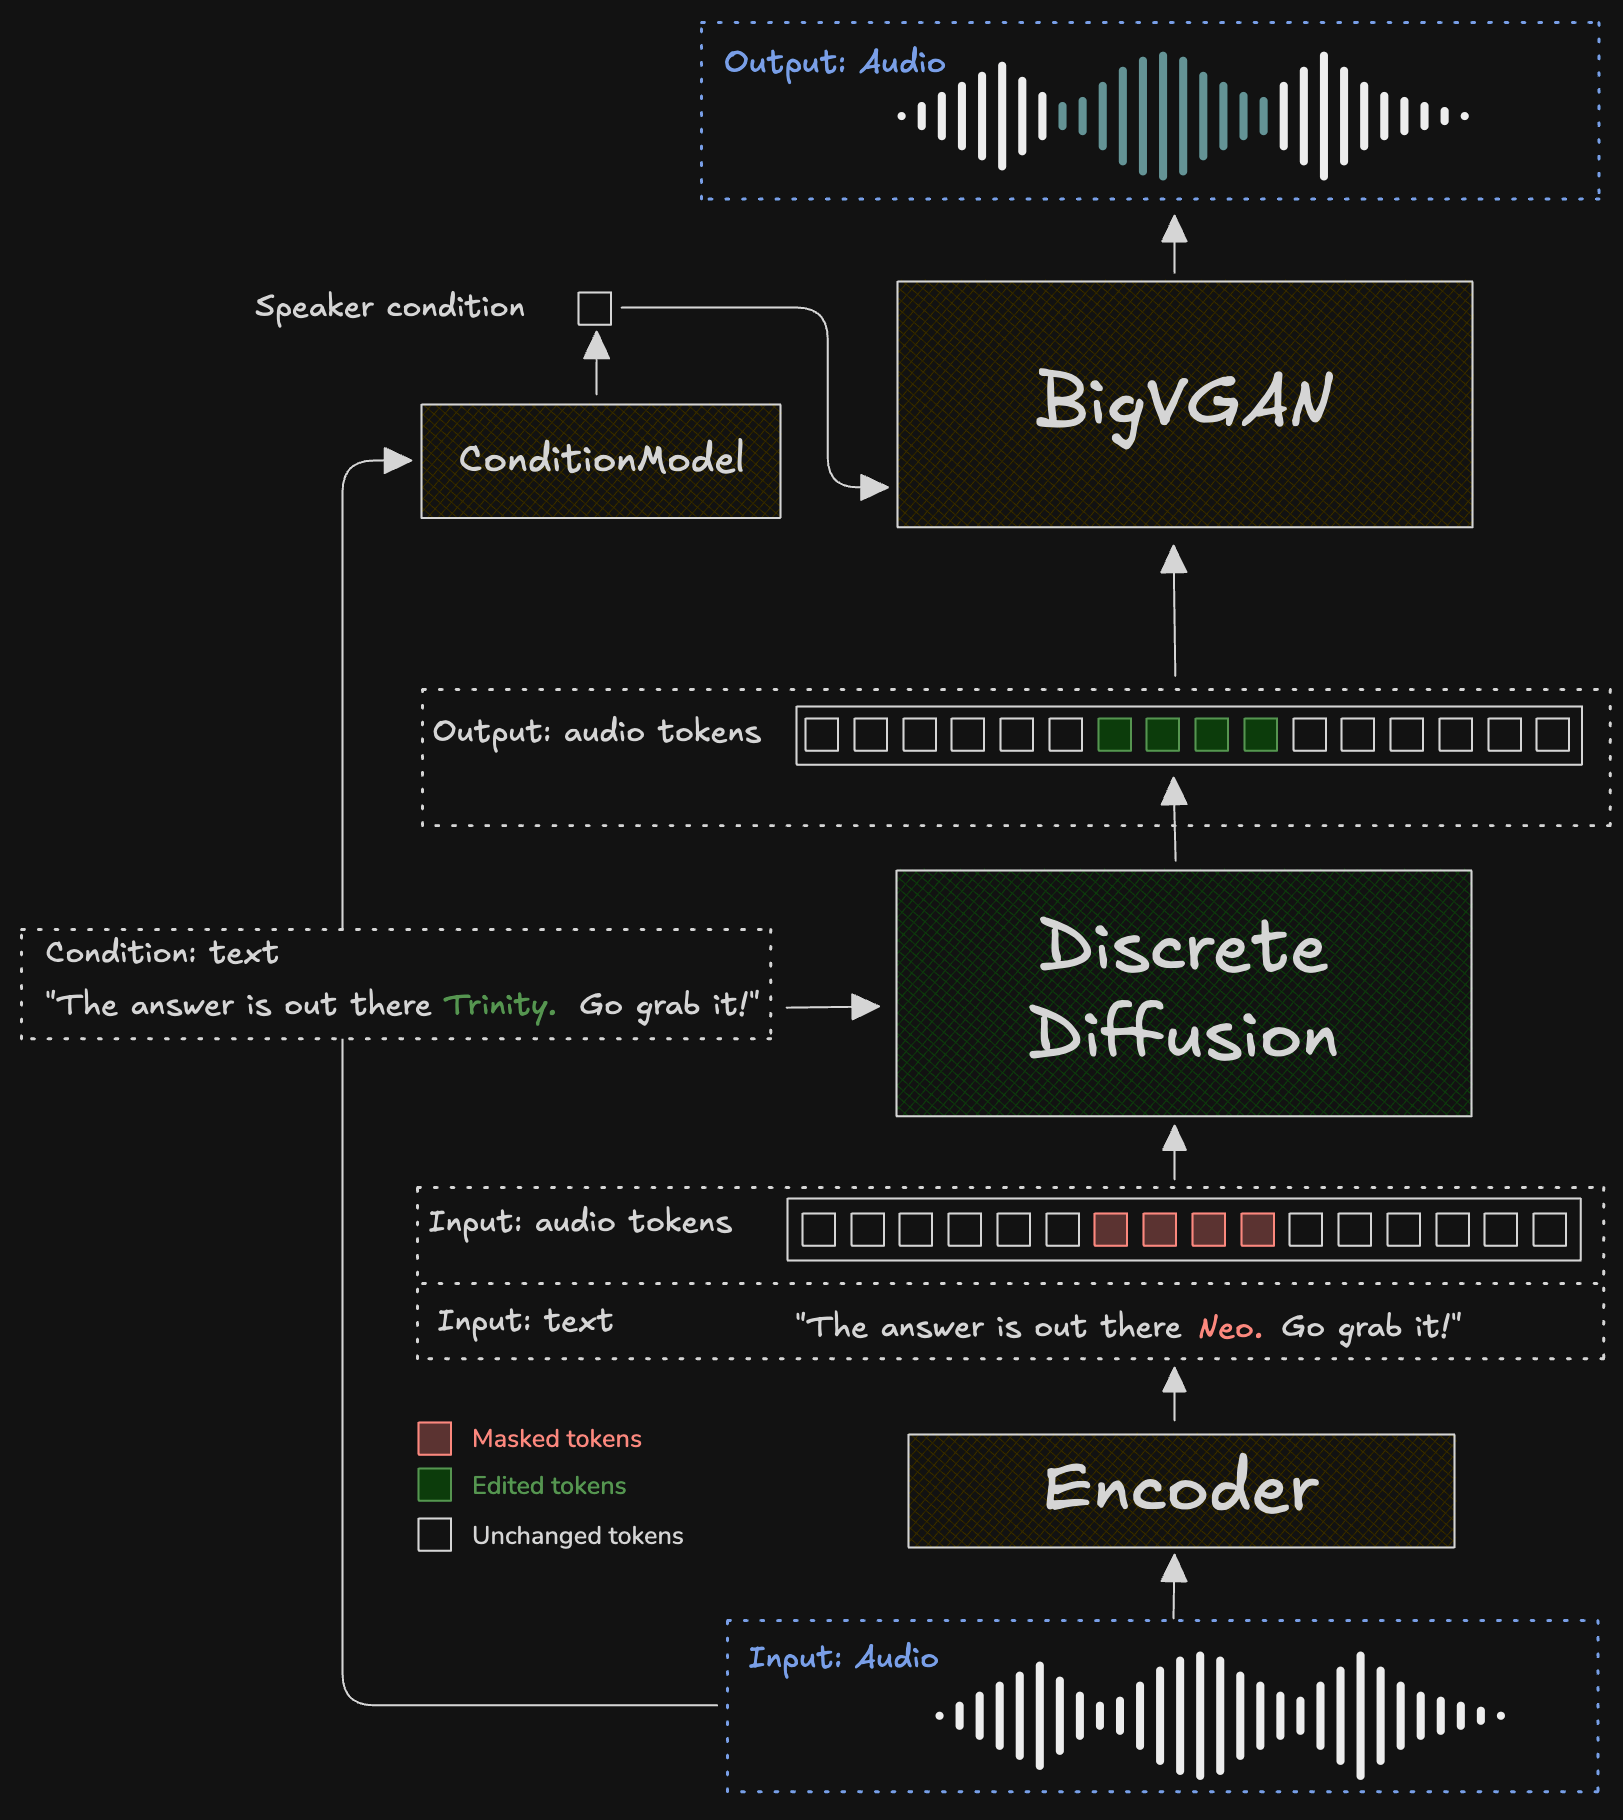 Output: Audio
Speaker condition
ConditionModel
BigVGAN
Output: audio tokens
Condition: text
"The answer is out there Trinity. Go grab it!"
Discrete
Diffusion
Input: audio tokens
Input: text
"The answer is out there Neo. Go grab it!"
Masked tokens
Edited tokens
Unchanged tokens
Encoder
Input: Audio